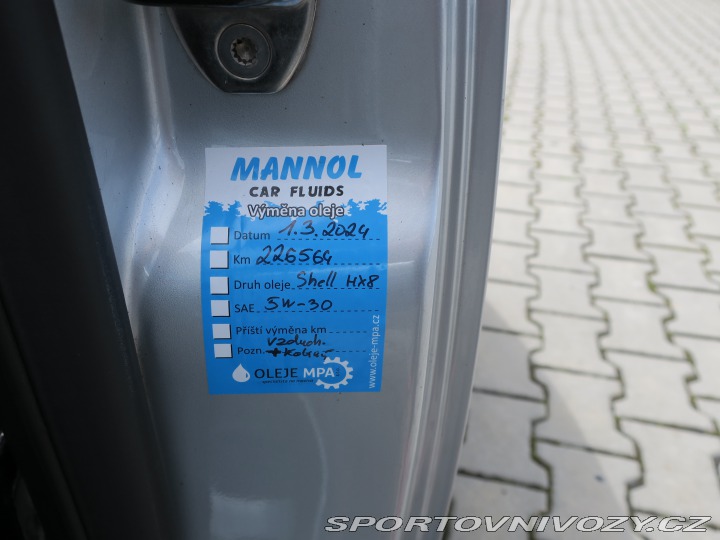 MANNOL
CAR FLUIDS
Výměna oleje
Datum 1.3.2024
Km 226564
Druh oleje Shell HX8
SAE 5W-30
Příští výměna km
vzduch.
Pozn.
OLEJE MPA
www.oleje-mpa.cz
SPORTOVNIVOZY.CZ